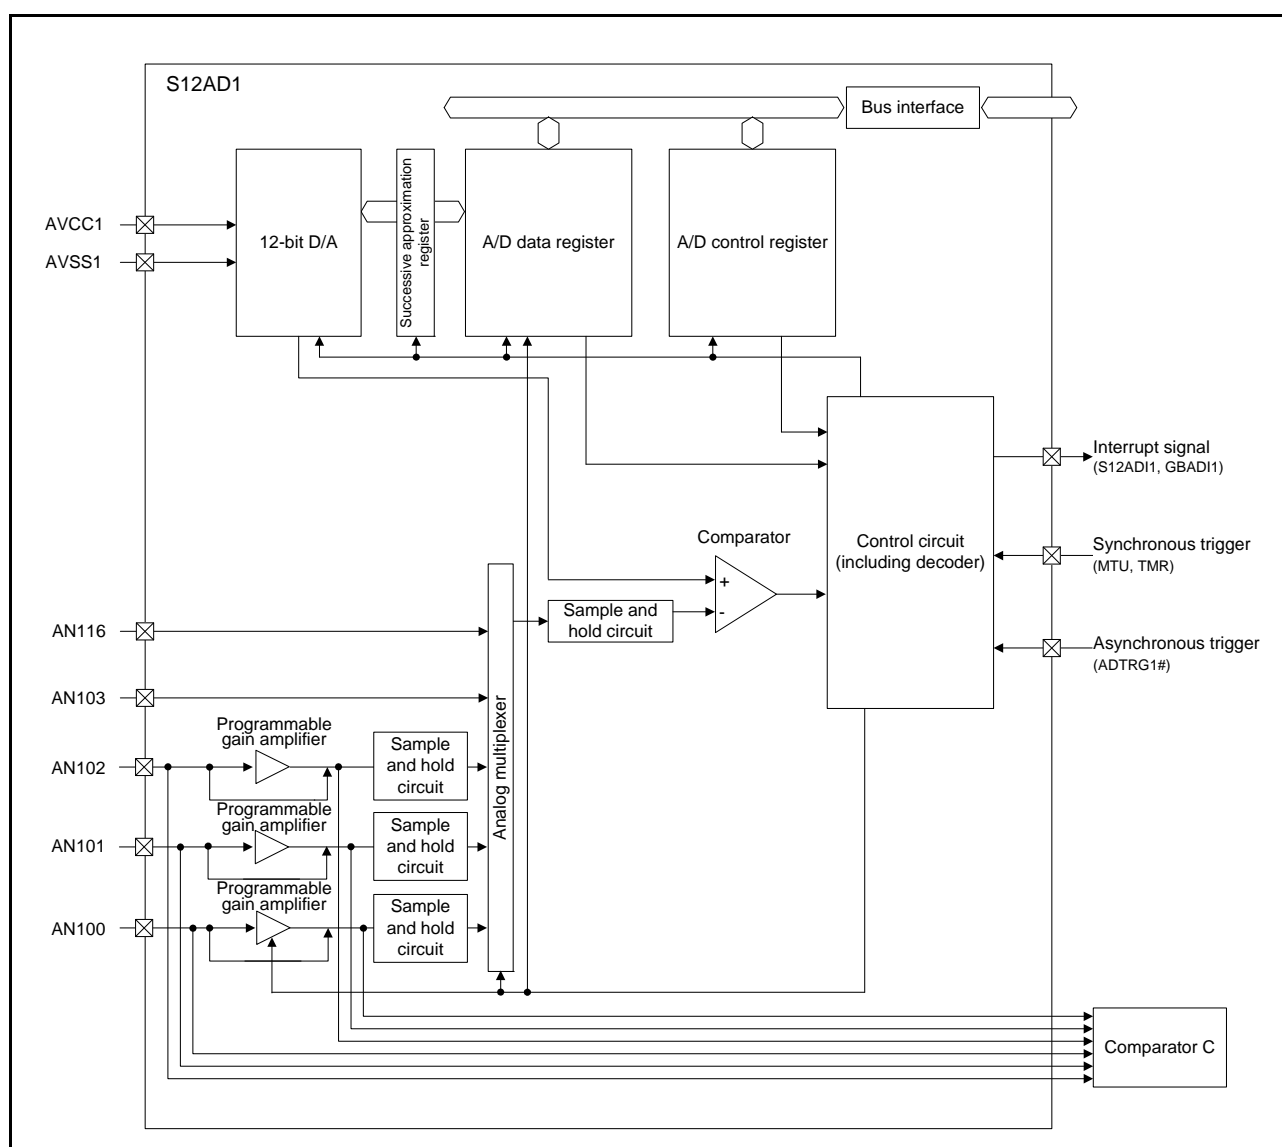 S12AD1
Bus interface
AVCC1
AVSS1
12-bit D/A
Successive approximation
register
A/D data register
A/D control register
Interrupt signal
(S12ADI1, GBADI1)
Comparator
Control circuit
(including decoder)
Synchronous trigger
(MTU, TMR)
+
-
Sample and
hold circuit
Asynchronous trigger
(ADTRG1#)
AN116
AN103
Analog multiplexer
Programmable
gain amplifier
AN102
Sample
and hold
circuit
Programmable
gain amplifier
AN101
Sample
and hold
circuit
Programmable
gain amplifier
AN100
Sample
and hold
circuit
Comparator C